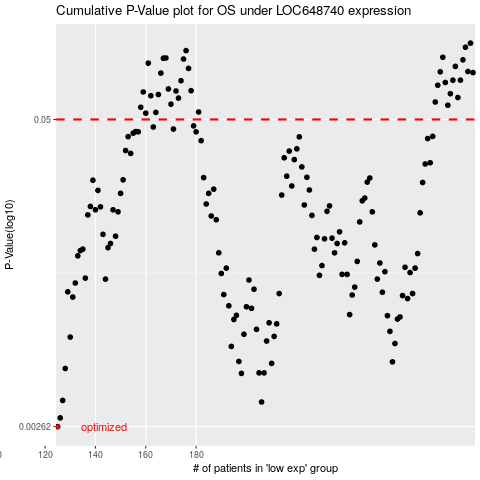 Cumulative P-Value plot for OS under LOC648740 expression
P-Value(log10)
0.05
0.00262
optimized
0 120 140 160 180
# of patients in 'low exp' group